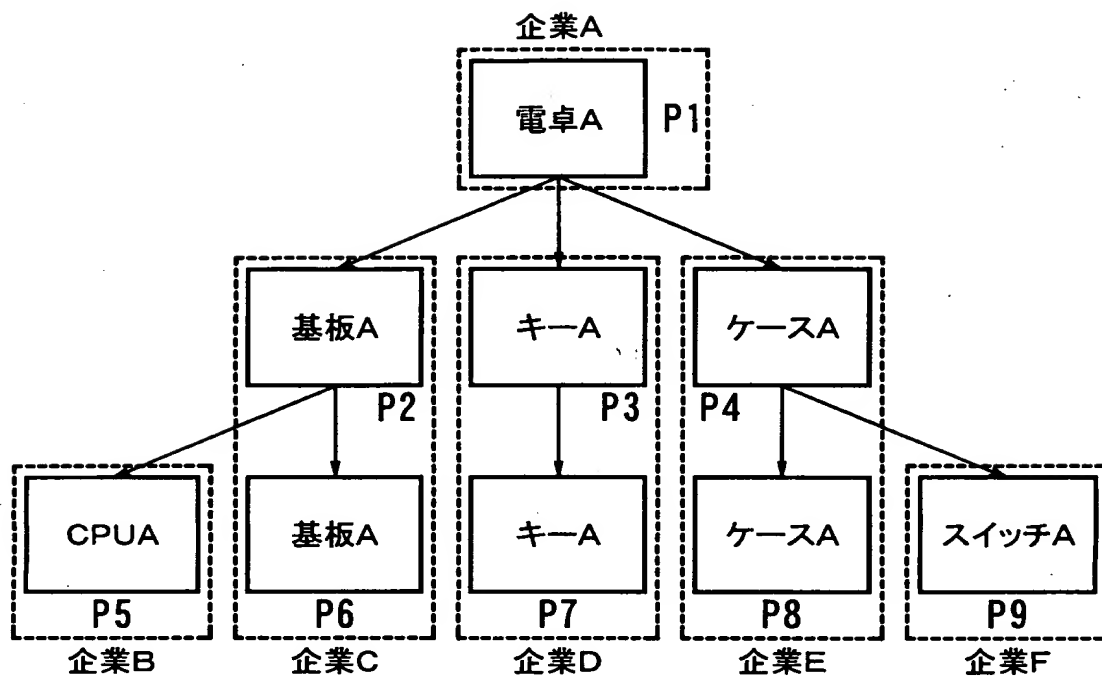 企業A
電卓A
P1
基板A
キーA
ケースA
P2
P3
P4
CPUA
基板A
キーA
ケースA
スイッチA
P5
P6
P7
P8
P9
企業B
企業C
企業D
企業E
企業F